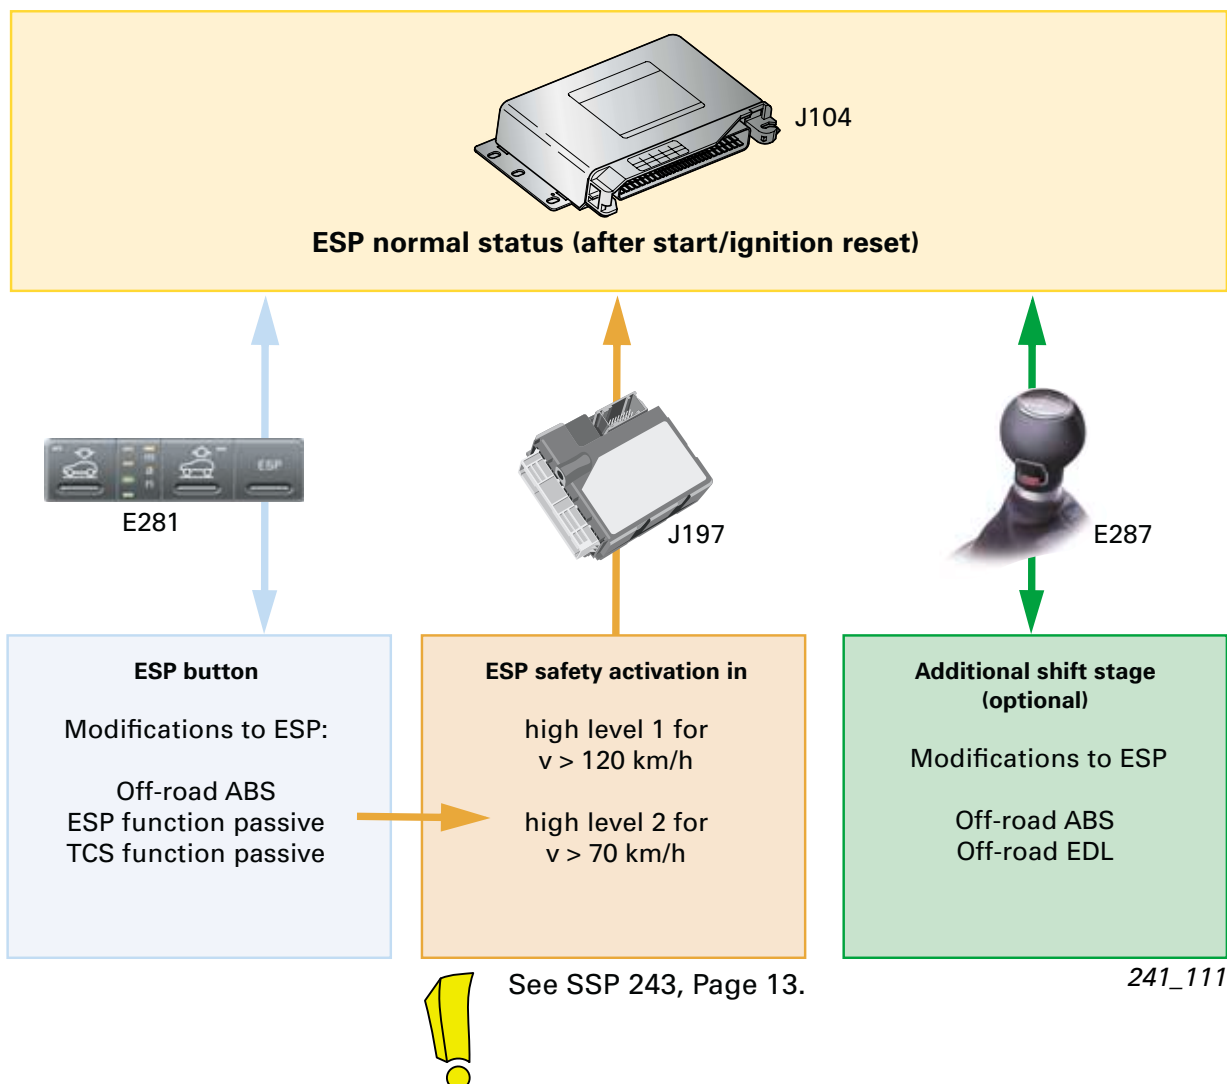 J104
ESP normal status (after start/ignition reset)
ESP
E281
J197
E287
ESP button
Modifications to ESP:
Off-road ABS
ESP function passive
TCS function passive
ESP safety activation in
high level 1 for
v > 120 km/h
high level 2 for
v > 70 km/h
Additional shift stage
(optional)
Modifications to ESP
Off-road ABS
Off-road EDL
See SSP 243, Page 13.
241_111